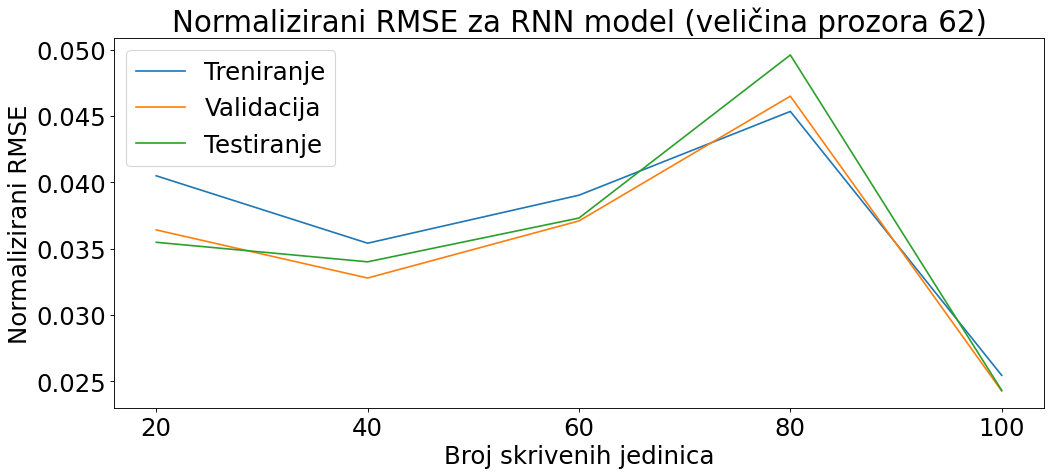 Normalizirani RMSE za RNN model (veličina prozora 62)
Normalizirani RMSE
0.050
0.045
0.040
0.035
0.030
0.025
Treniranje
Validacija
Testiranje
20 40 60 80 100
Broj skrivenih jedinica